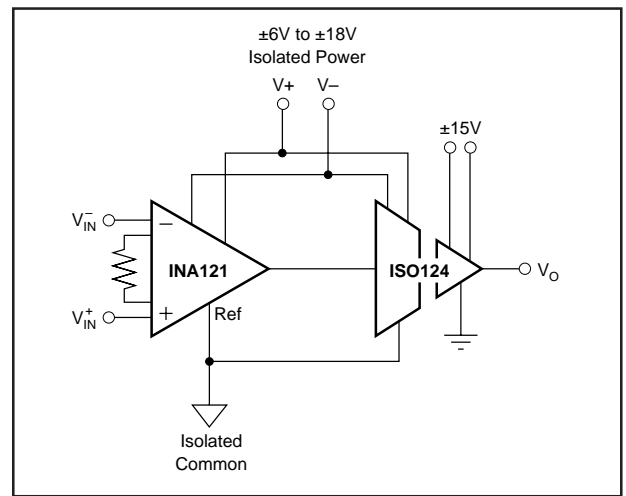 ±6V to ±18V
Isolated Power
V+ V–
±15V
V⁻IN
−
INA121
ISO124
VO
V⁺IN
+
Ref
Isolated
Common